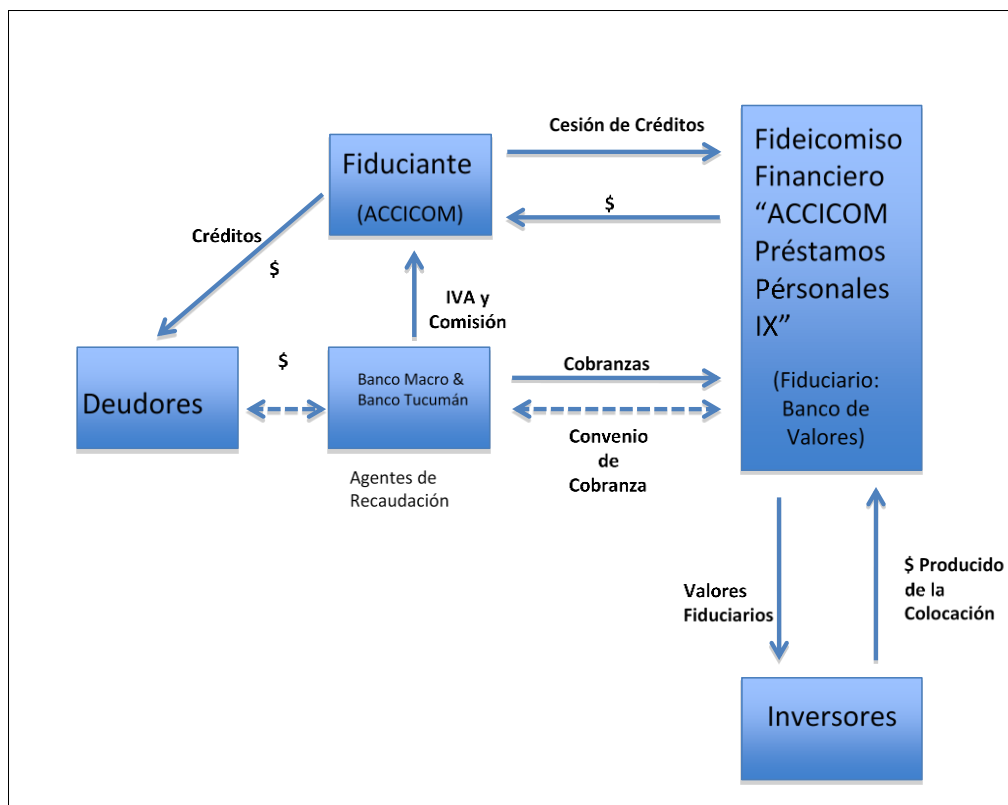 Cesión de Créditos
Fiduciante
(ACCICOM)
$
Fideicomiso
Financiero
“ACCICOM
Préstamos
Pérsonales
IX”
(Fiduciario:
Banco de
Valores)
Créditos
$
IVA y
Comisión
Deudores
$
Banco Macro &
Banco Tucumán
Agentes de
Recaudación
Cobranzas
Convenio
de
Cobranza
Valores
Fiduciarios
$ Producido
de la
Colocación
Inversores